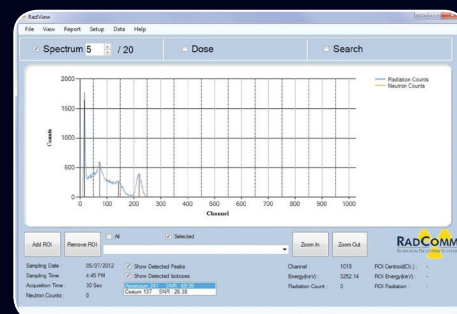 RadView
File View Report Setup Data Help
Spectrum 5 / 20
Dose
Search
2000
1500
1000
600
0
0 100 200 300 400 500 600 700 800 900 1000
Counts
Channel
Radiation Counts
Neutron Counts
Add ROI
Remove ROI
All
Selected
Zoom In
Zoom Out
RADCOMM
Sampling Date: 05/07/2012
Sampling Time: 4:45 PM
Acquisition Time: 30 Sec
Neutron Counts: 0
Show Detected Peaks
Show Detected Isotopes
Cesium 137 SNR 26.38
Channel 1019
Energy(KeV): 3252.14
Radiation Count: 0
ROI Centroid(Ch.): -
ROI Energy(keV): -
ROI Radiation: -